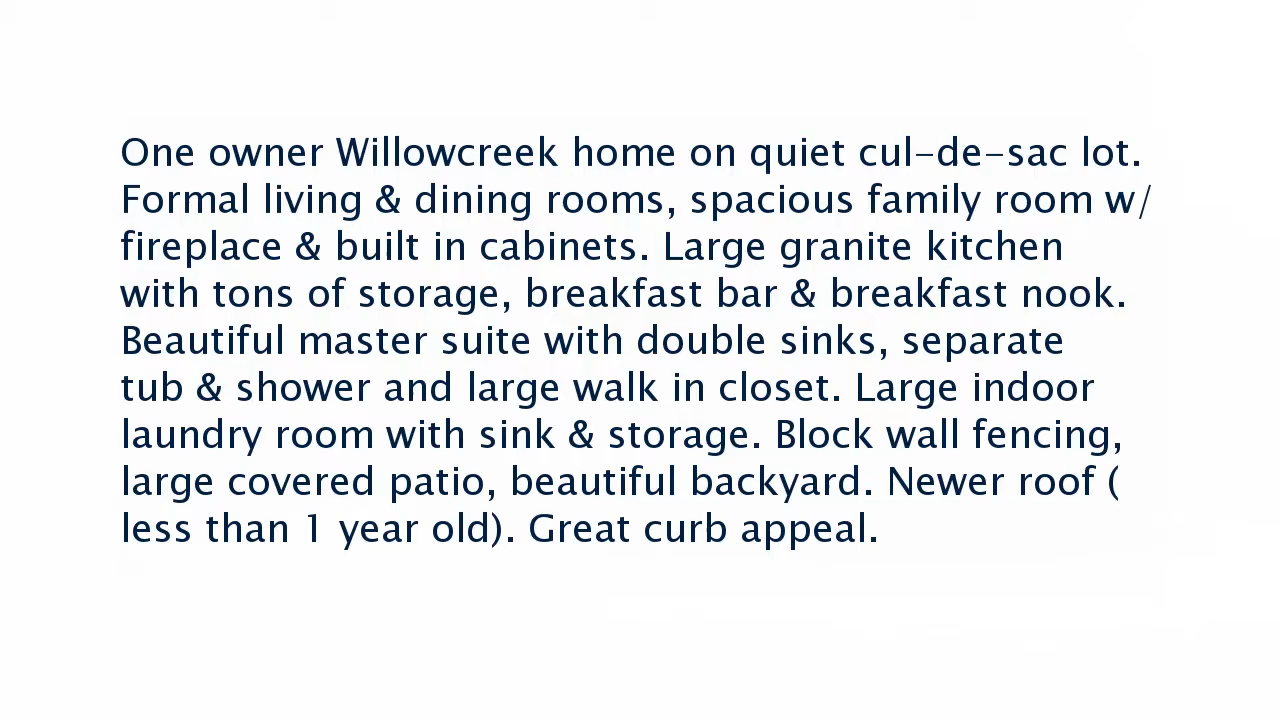 One owner Willowcreek home on quiet cul-de-sac lot.
Formal living & dining rooms, spacious family room w/
fireplace & built in cabinets. Large granite kitchen
with tons of storage, breakfast bar & breakfast nook.
Beautiful master suite with double sinks, separate
tub & shower and large walk in closet. Large indoor
laundry room with sink & storage. Block wall fencing,
large covered patio, beautiful backyard. Newer roof (
less than 1 year old). Great curb appeal.